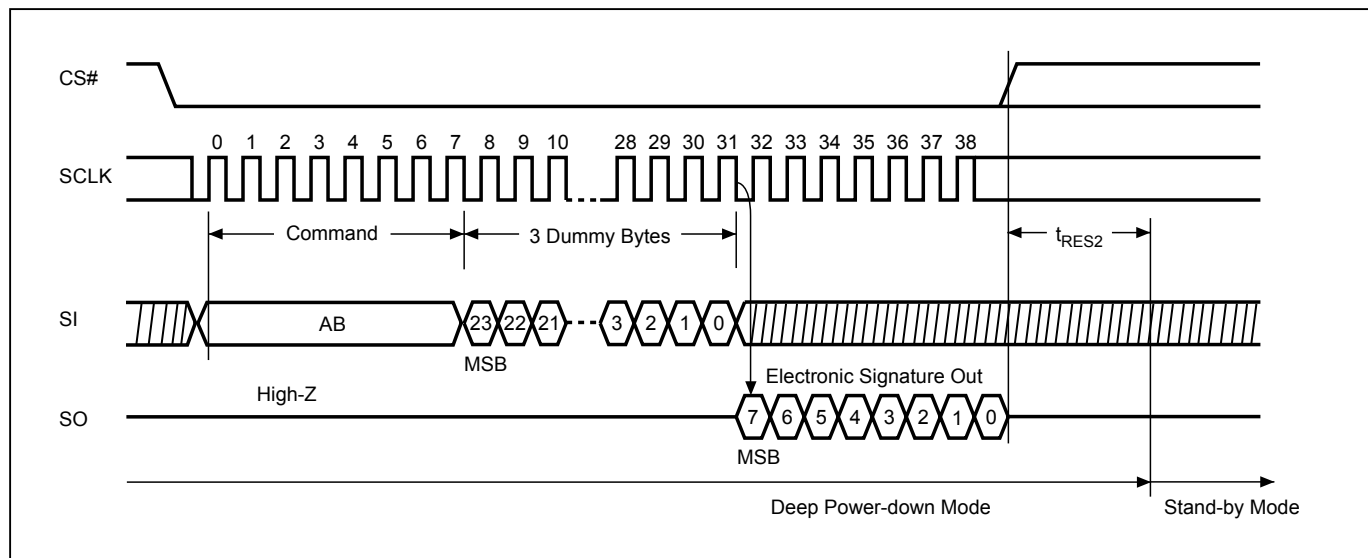 CS#
0 1 2 3 4 5 6 7 8 9 10 28 29 30 31 32 33 34 35 36 37 38
SCLK
Command 3 Dummy Bytes tRES2
SI AB 23 22 21 3 2 1 0
MSB
Electronic Signature Out
High-Z
SO 7 6 5 4 3 2 1 0
MSB
Deep Power-down Mode Stand-by Mode